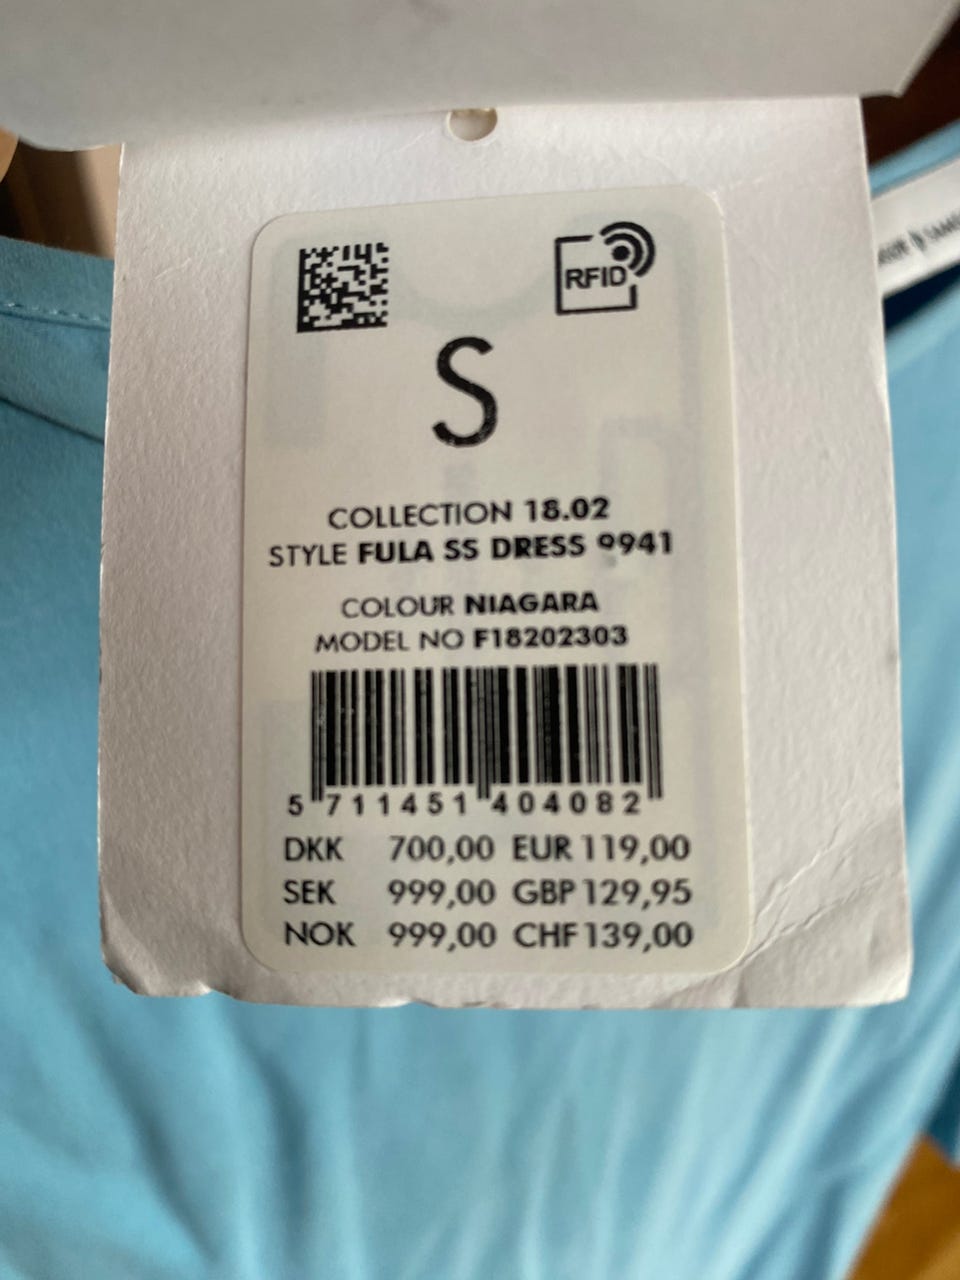 RFID
S
COLLECTION 18.02
STYLE FULA SS DRESS 9941
COLOUR NIAGARA
MODEL NO F18202303
5 711451 404082
DKK 700,00 EUR 119,00
SEK 999,00 GBP 129,95
NOK 999,00 CHF 139,00